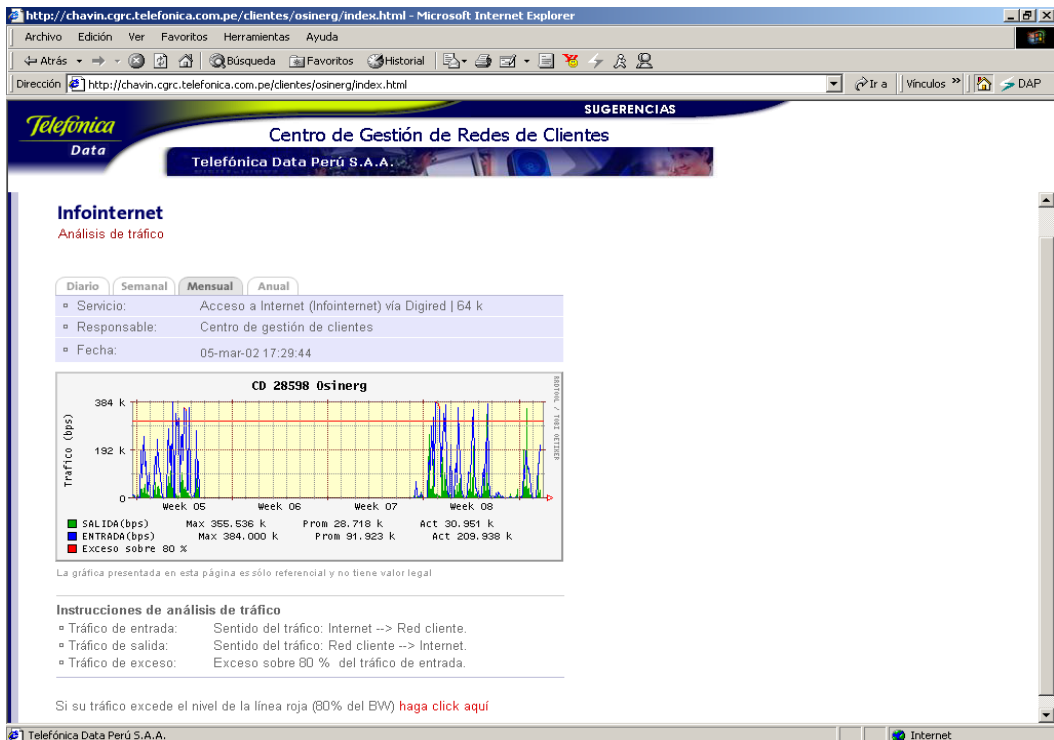 http://chavin.cgrc.telefonica.com.pe/clientes/osinerg/index.html - Microsoft Internet Explorer
Archivo Edición Ver Favoritos Herramientas Ayuda
Atrás Búsqueda Favoritos Historial
Dirección http://chavin.cgrc.telefonica.com.pe/clientes/osinerg/index.html Ir a Vínculos » DAP
SUGERENCIAS
Telefónica
Data
Centro de Gestión de Redes de Clientes
Telefónica Data Perú S.A.A.
Infointernet
Análisis de tráfico
Diario Semanal Mensual Anual
Servicio: Acceso a Internet (Infointernet) vía Digired | 64 k
Responsable: Centro de gestión de clientes
Fecha: 05-mar-02 17:29:44
CD 28598 Osinerg
RRDTOOL / TOBI OETIKER
Trafico (bps)
384 k
192 k
0
Week 05 Week 06 Week 07 Week 08
SALIDA(bps) Max 355.536 k Prom 28.718 k Act 30.951 k
ENTRADA(bps) Max 384.000 k Prom 91.923 k Act 209.938 k
Exceso sobre 80 %
La gráfica presentada en esta página es sólo referencial y no tiene valor legal
Instrucciones de análisis de tráfico
Tráfico de entrada: Sentido del tráfico: Internet --> Red cliente.
Tráfico de salida: Sentido del tráfico: Red cliente --> Internet.
Tráfico de exceso: Exceso sobre 80 % del tráfico de entrada.
Si su tráfico excede el nivel de la línea roja (80% del BW) haga click aquí
Telefónica Data Perú S.A.A. Internet